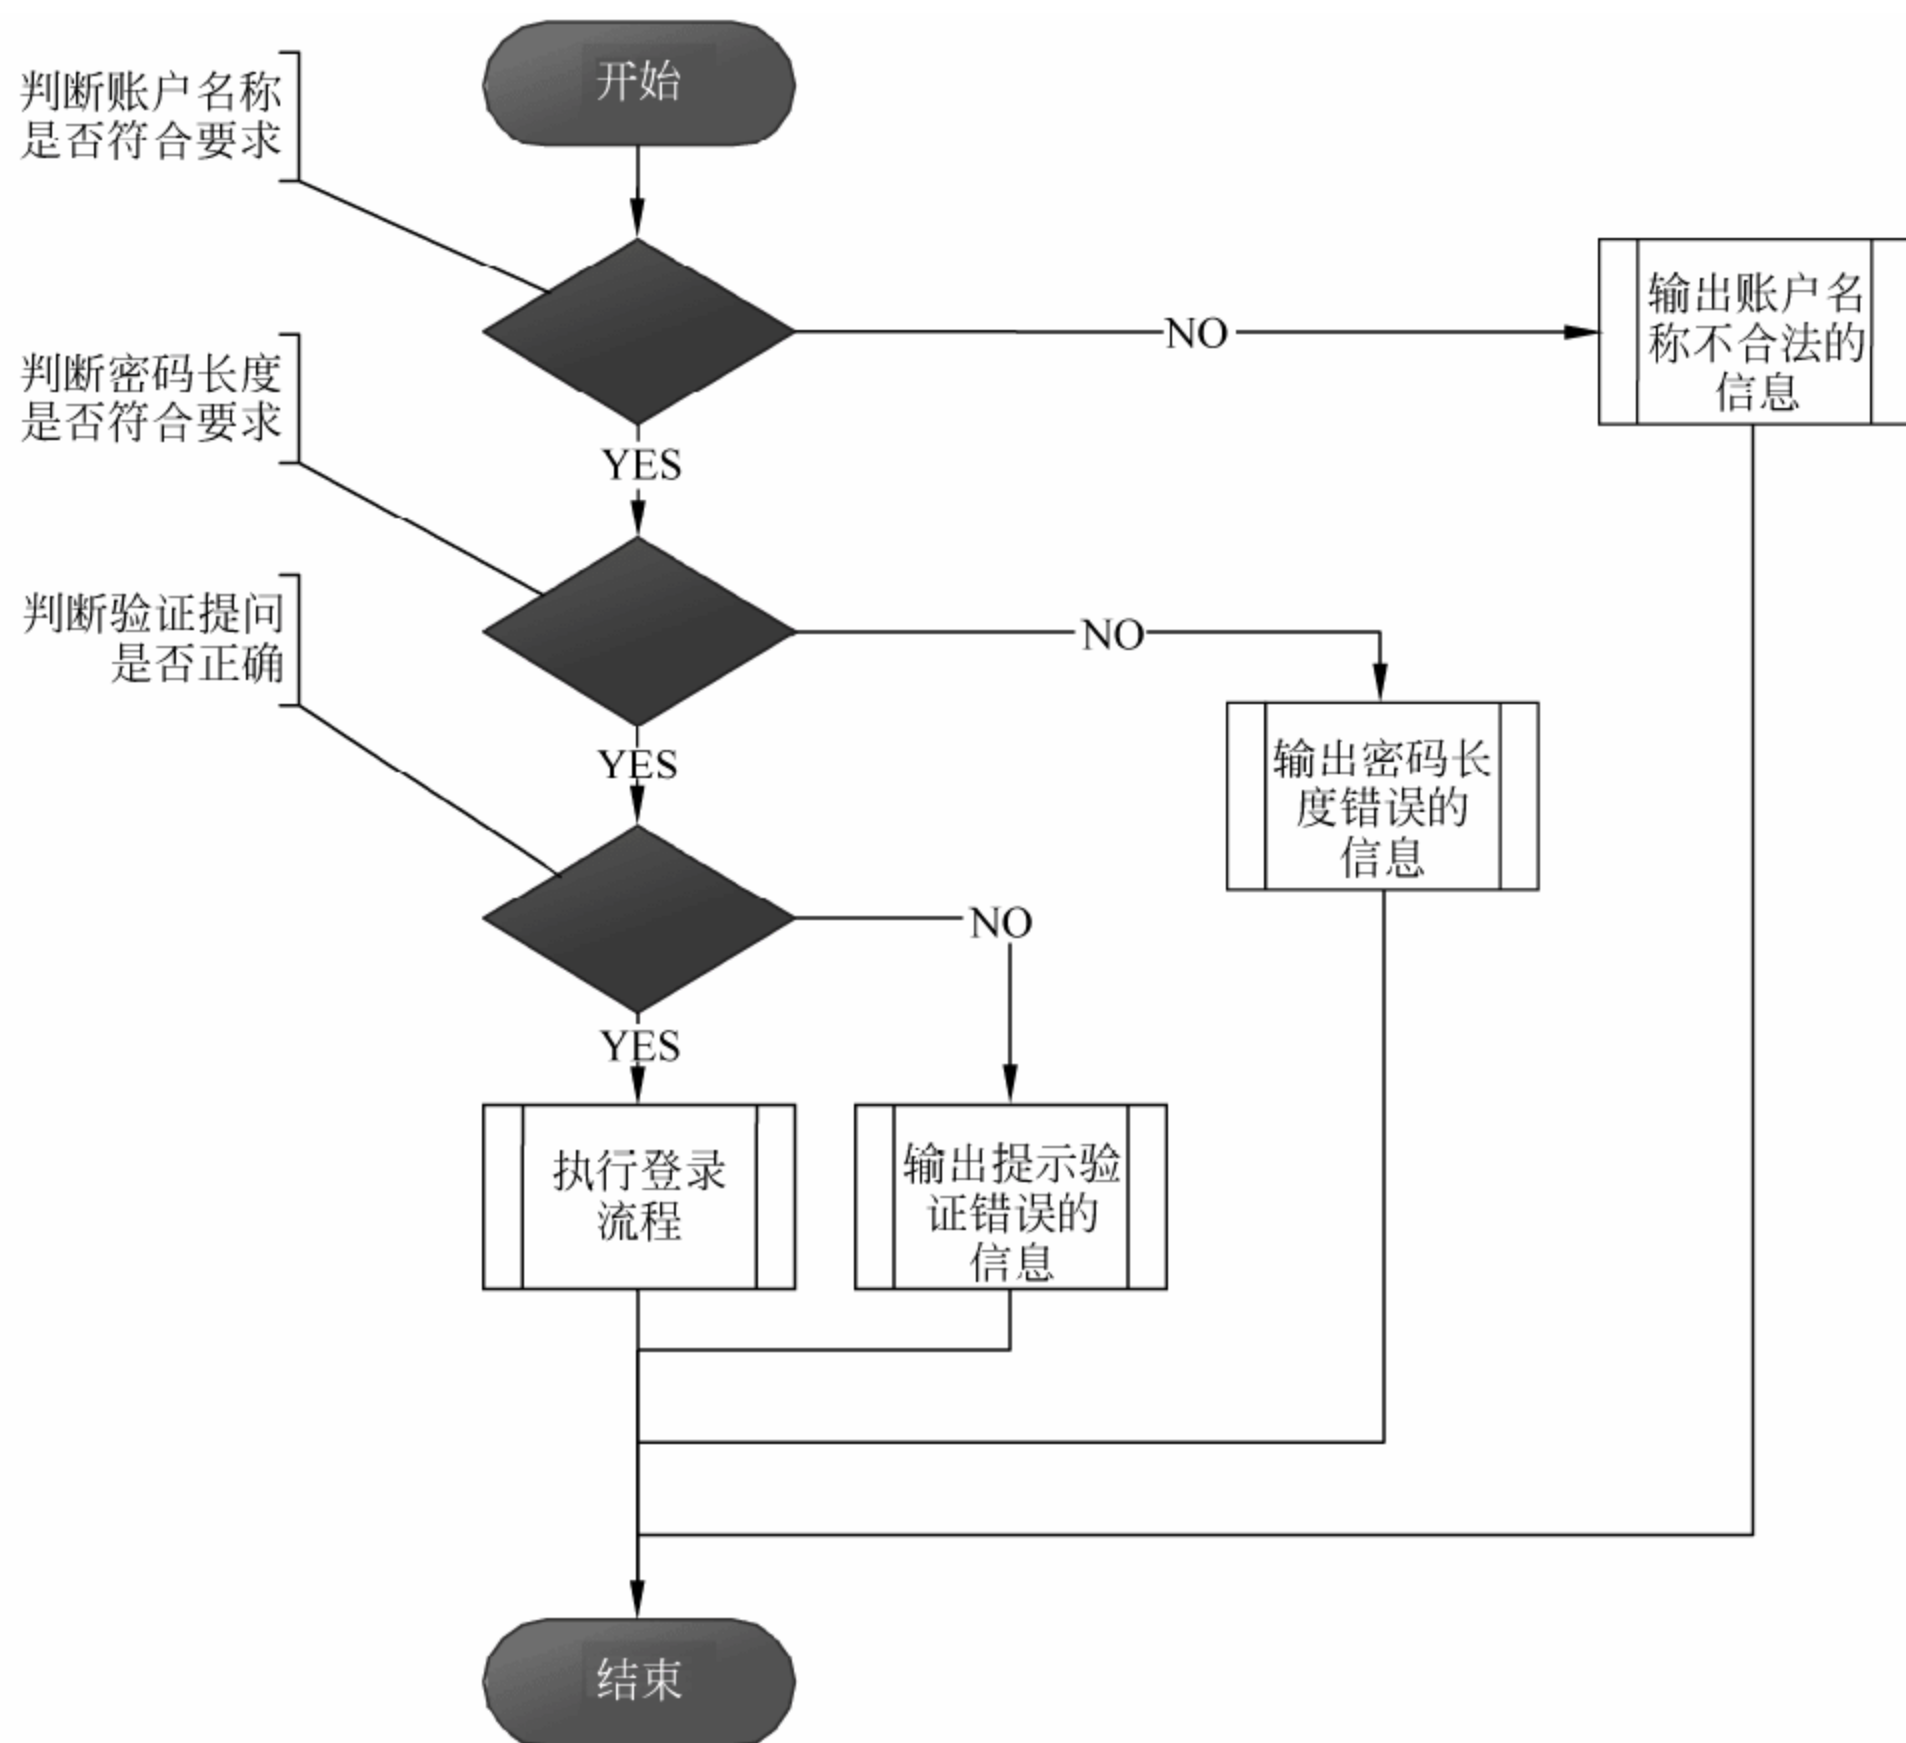 开始
判断账户名称
是否符合要求
NO
输出账户名
称不合法的
信息
判断密码长度
是否符合要求
YES
NO
输出密码长
度错误的
信息
判断验证提问
是否正确
YES
NO
YES
执行登录
流程
输出提示验
证错误的
信息
结束